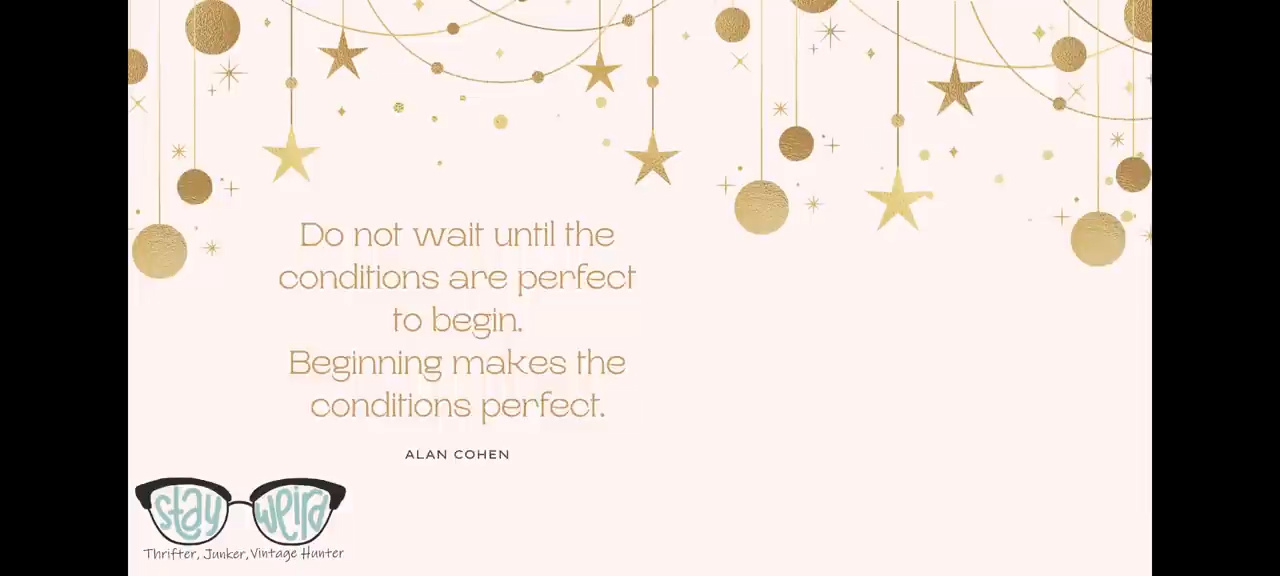 Do not wait until the
conditions are perfect
to begin.
Beginning makes the
conditions perfect.
ALAN COHEN
stay weird
Thrifter, Junker, Vintage Hunter